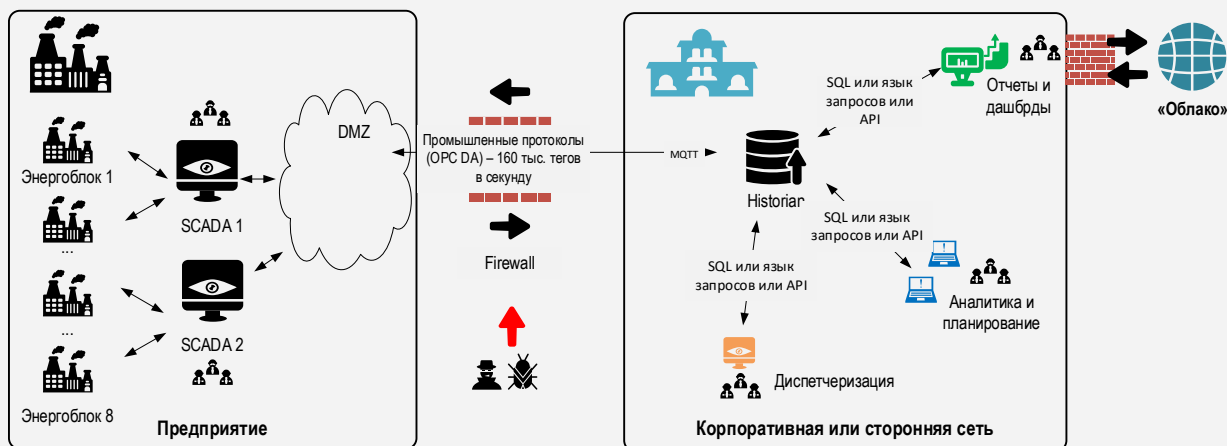 Энергоблок 1
...
...
Энергоблок 8
SCADA 1
SCADA 2
DMZ
Предприятие
Промышленные протоколы
(OPC DA) – 160 тыс. тегов
в секунду
Firewall
MQTT
Historian
SQL или язык
запросов или
API
Отчеты и
дашбрды
SQL или язык
запросов или API
Аналитика и
планирование
SQL или язык
запросов или API
Диспетчеризация
Корпоративная или сторонняя сеть
«Облако»